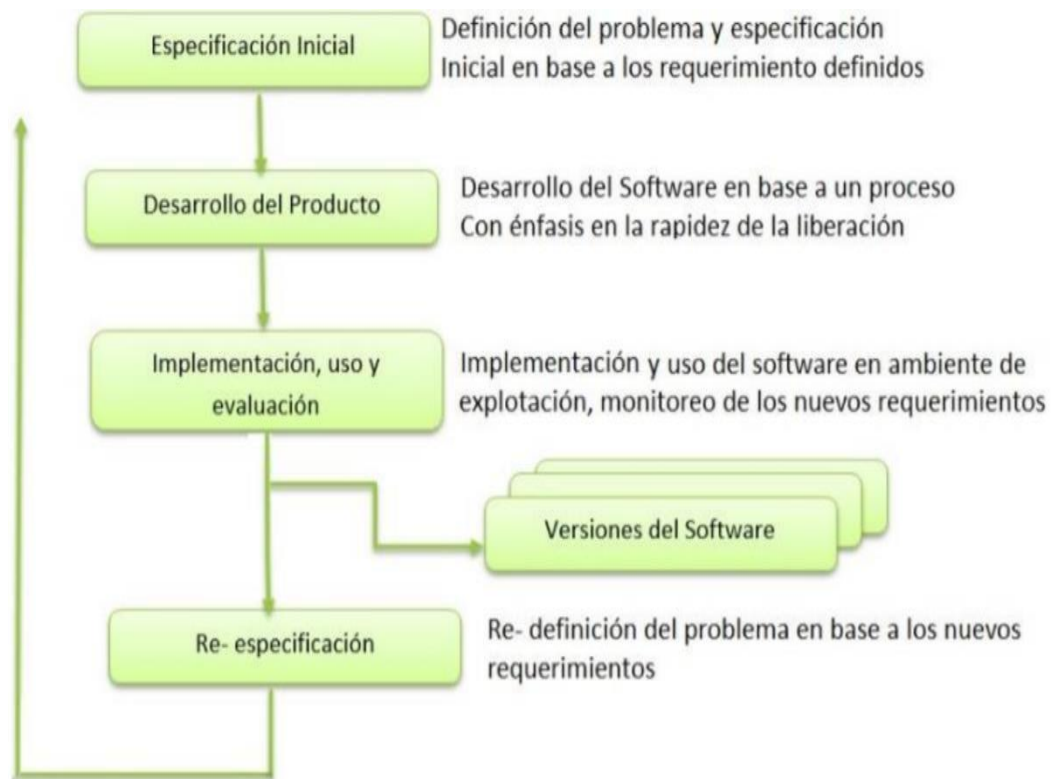 Especificación Inicial
Definición del problema y especificación
Inicial en base a los requerimiento definidos
Desarrollo del Producto
Desarrollo del Software en base a un proceso
Con énfasis en la rapidez de la liberación
Implementación, uso y
evaluación
Implementación y uso del software en ambiente de
explotación, monitoreo de los nuevos requerimientos
Versiones del Software
Re- especificación
Re- definición del problema en base a los nuevos
requerimientos